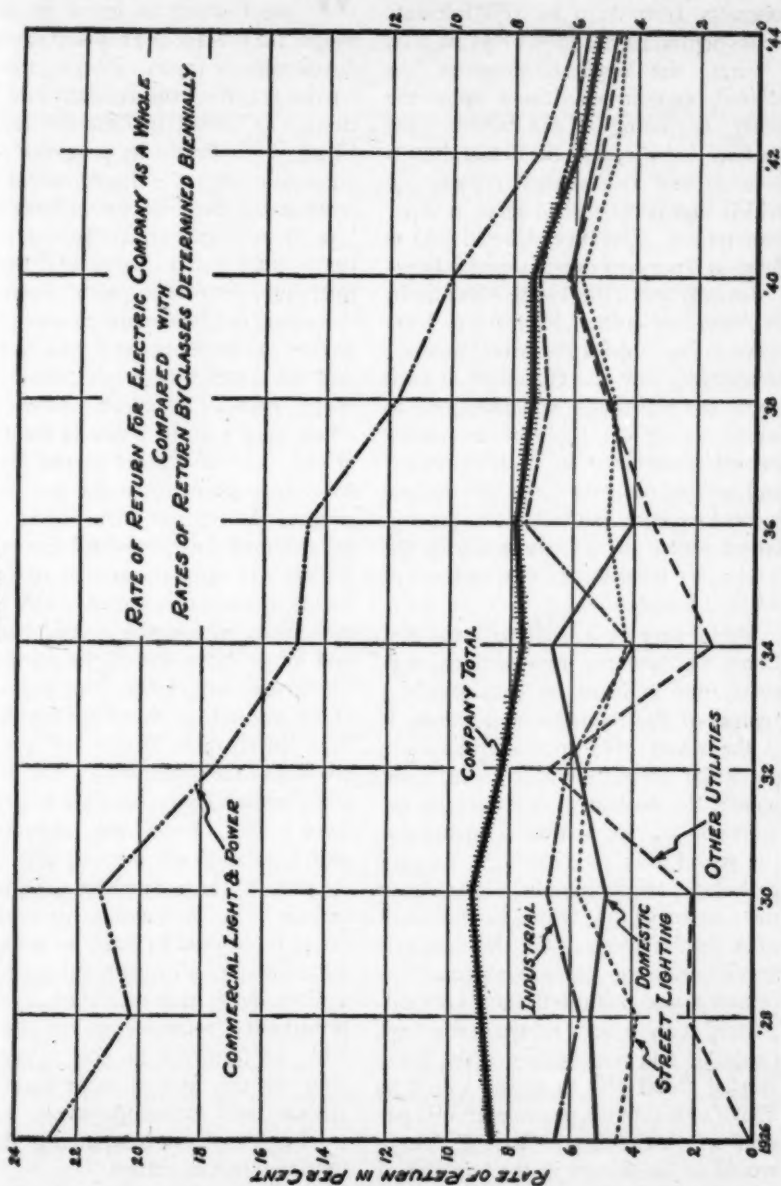 RATE OF RETURN FOR ELECTRIC COMPANY AS A WHOLE
COMPARED WITH
RATES OF RETURN BY CLASSES DETERMINED BIENNIALLY
RATE OF RETURN IN PER CENT
24
22
20
18
16
14
12
10
8
6
4
2
0
COMMERCIAL LIGHT & POWER
COMPANY TOTAL
INDUSTRIAL
DOMESTIC
STREET LIGHTING
LIGHTING
OTHER UTILITIES
1926
'28
'30
'32
'34
'36
'38
'40
'42
'44